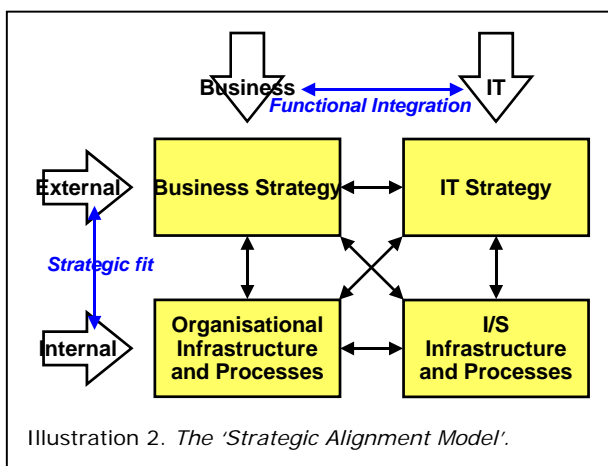 Business
IT
Functional Integration
External
Business Strategy
IT Strategy
Strategic fit
Internal
Organisational
Infrastructure
and Processes
I/S
Infrastructure
and Processes
Illustration 2. The 'Strategic Alignment Model'.